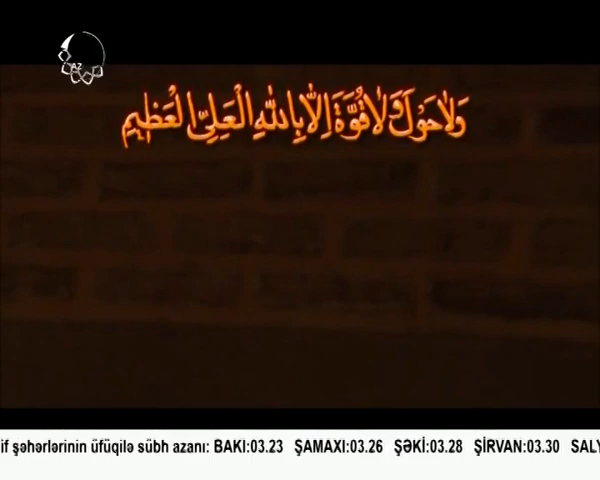 AZ
وَلَا حَوْلَ وَلَا قُوَّةَ اِلَّا بِاللهِ الْعَلِىِّ الْعَظِيمِ
if şəhərlərinin üfüqilə sübh azanı: BAKI:03.23 ŞAMAXI:03.26 ŞƏKİ:03.28 ŞİRVAN:03.30 SALY